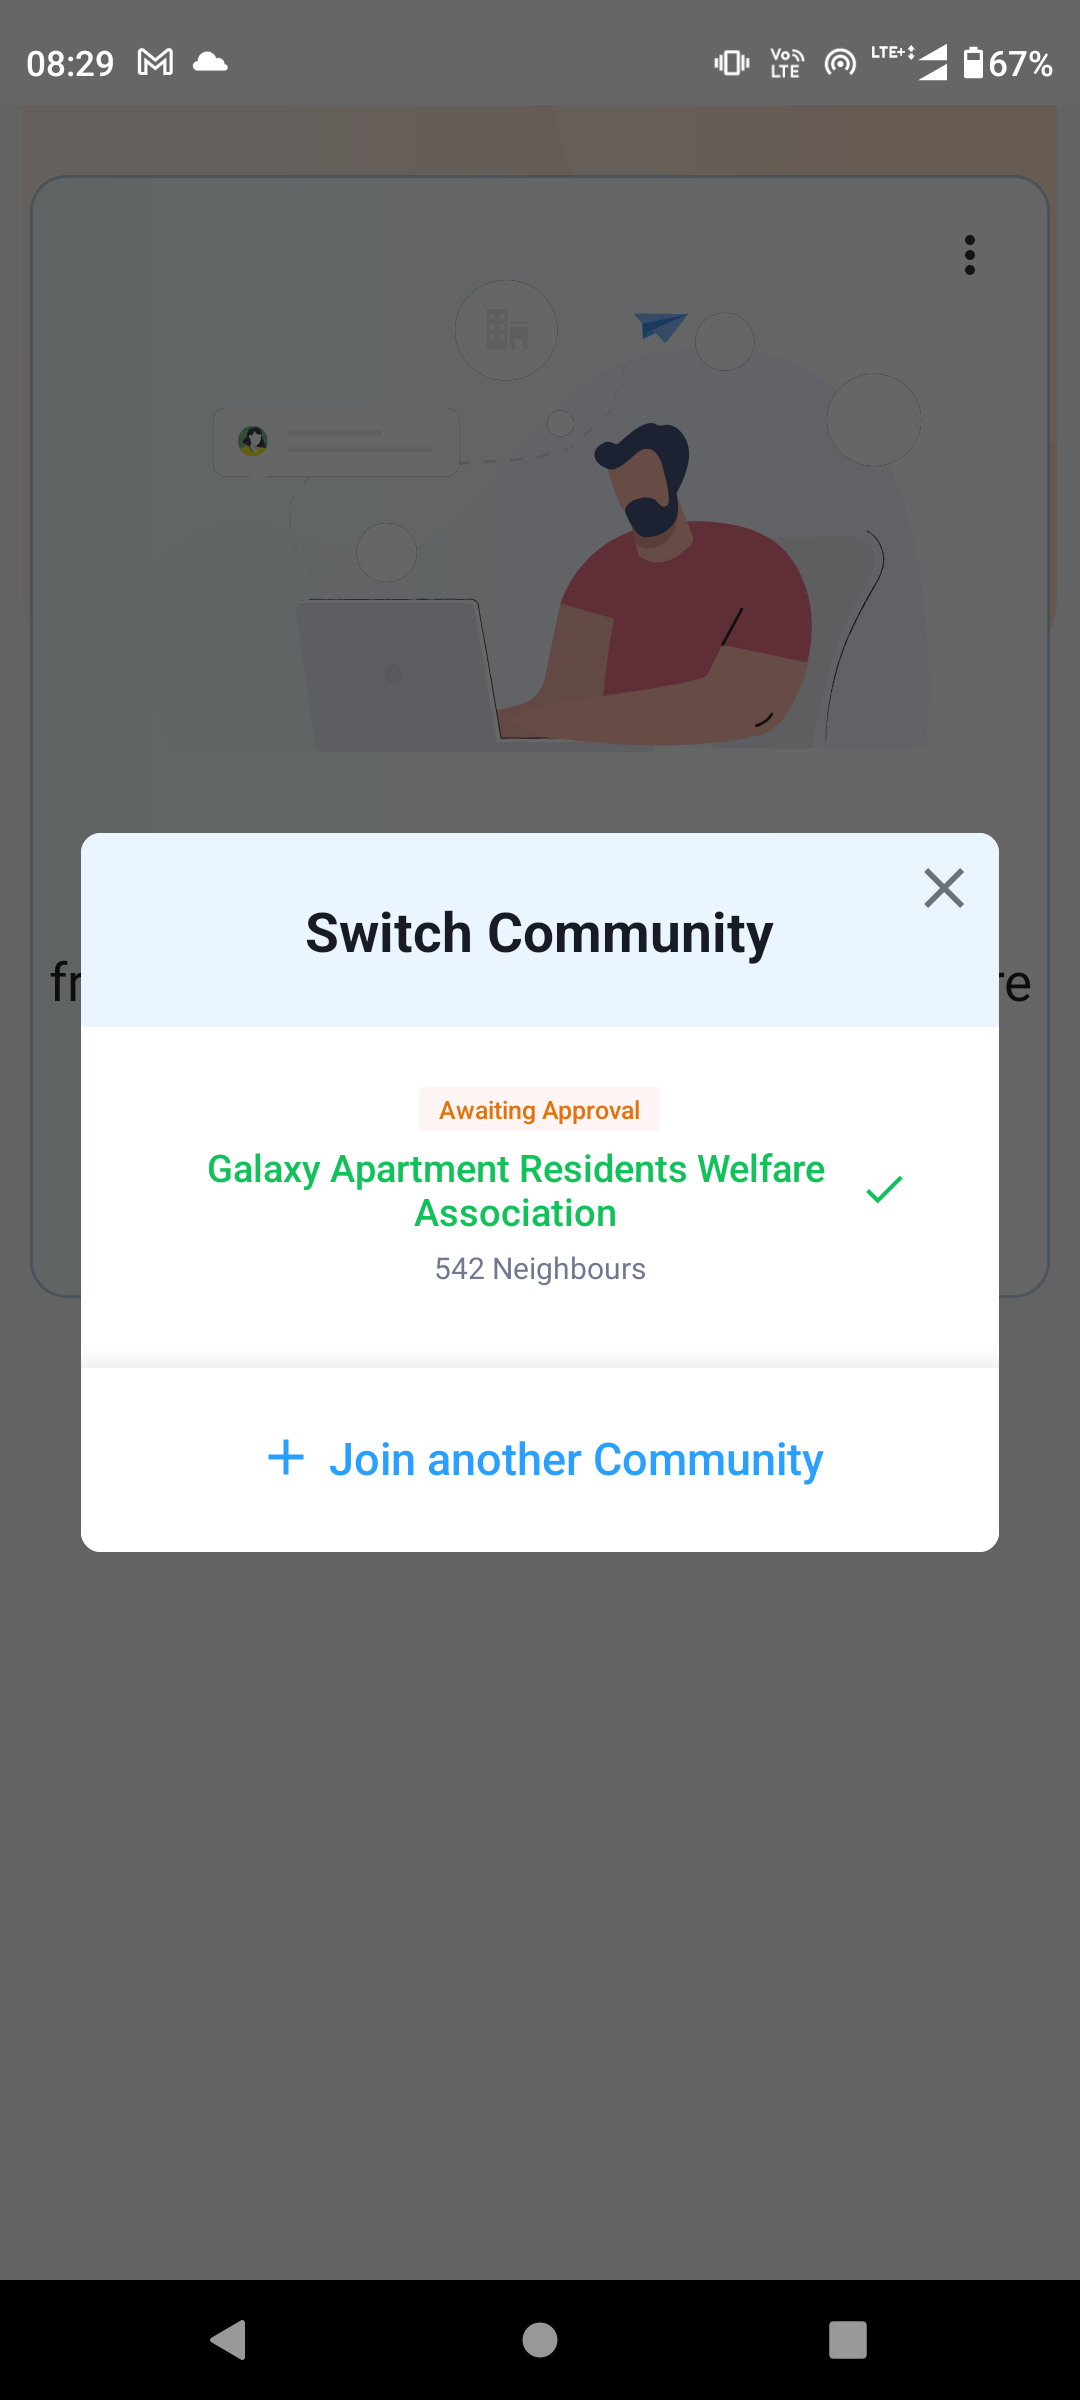 08:29
Vo LTE
LTE+
67%
Switch Community
fr
re
Awaiting Approval
Galaxy Apartment Residents Welfare
Association
542 Neighbours
Join another Community